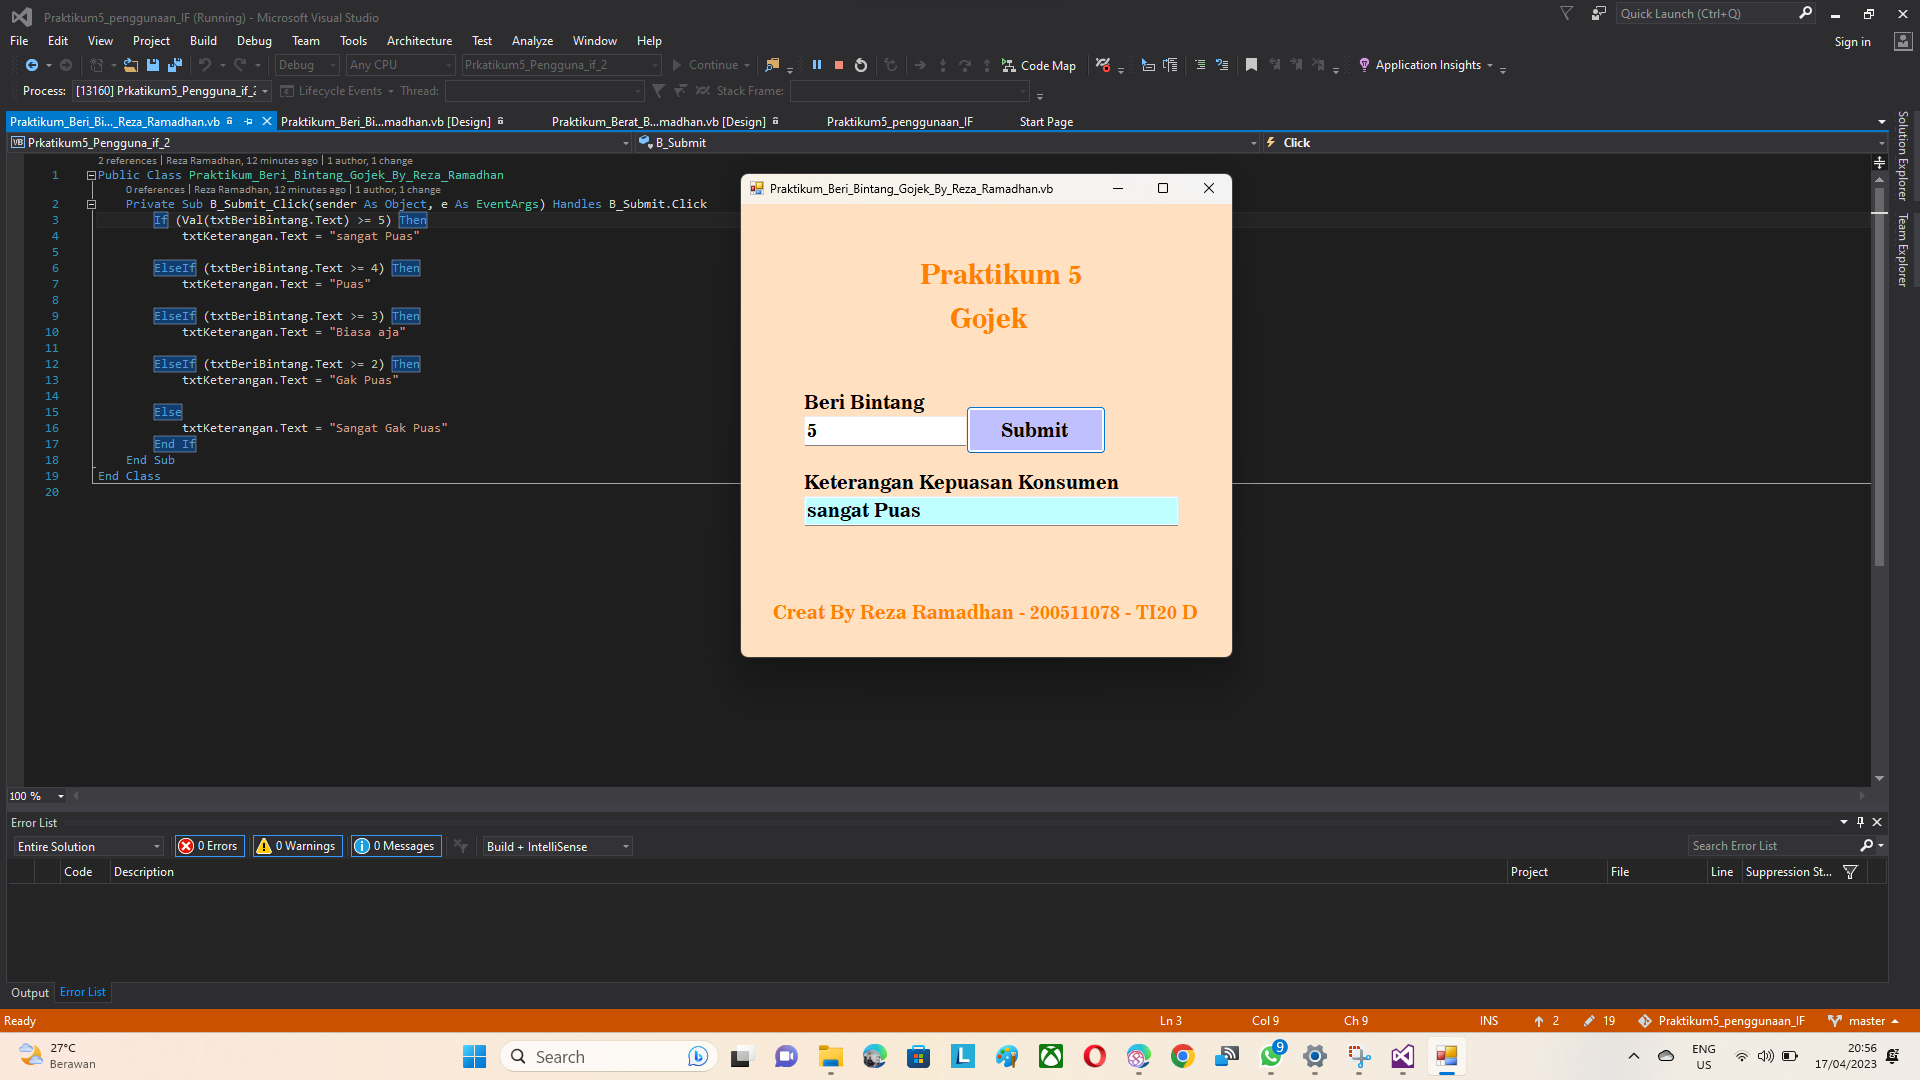 Praktikum5_penggunaan_IF (Running) - Microsoft Visual Studio
Quick Launch (Ctrl+Q)
File Edit View Project Build Debug Team Tools Architecture Test Analyze Window Help
Sign in
Debug Any CPU Prkatikum5_Pengguna_if_2 Continue Code Map Application Insights
Process: [13160] Prkatikum5_Pengguna_if_2 Lifecycle Events Thread: Stack Frame:
Praktikum_Beri_Bi..._Reza_Ramadhan.vb Praktikum_Beri_Bi...madhan.vb [Design] Praktikum_Berat_B....madhan.vb [Design] Praktikum5_penggunaan_IF Start Page
Prkatikum5_Pengguna_if_2 B_Submit Click
Solution Explorer
Team Explorer
2 references | Reza Ramadhan, 12 minutes ago | 1 author, 1 change
1 Public Class Praktikum_Beri_Bintang_Gojek_By_Reza_Ramadhan
0 references | Reza Ramadhan, 12 minutes ago | 1 author, 1 change
2 Private Sub B_Submit_Click(sender As Object, e As EventArgs) Handles B_Submit.Click
3 If (Val(txtBeriBintang.Text) >= 5) Then
4 txtKeterangan.Text = "sangat Puas"
5
6 ElseIf (txtBeriBintang.Text >= 4) Then
7 txtKeterangan.Text = "Puas"
8
9 ElseIf (txtBeriBintang.Text >= 3) Then
10 txtKeterangan.Text = "Biasa aja"
11
12 ElseIf (txtBeriBintang.Text >= 2) Then
13 txtKeterangan.Text = "Gak Puas"
14
15 Else
16 txtKeterangan.Text = "Sangat Gak Puas"
17 End If
18 End Sub
19 End Class
20
Praktikum_Beri_Bintang_Gojek_By_Reza_Ramadhan.vb
Praktikum 5
Gojek
Beri Bintang
5 Submit
Keterangan Kepuasan Konsumen
sangat Puas
Creat By Reza Ramadhan - 200511078 - TI20 D
100 %
Error List
Entire Solution 0 Errors 0 Warnings 0 Messages Build + IntelliSense Search Error List
Code Description Project File Line Suppression St...
Output Error List
Ready Ln 3 Col 9 Ch 9 INS 2 19 Praktikum5_penggunaan_IF master
27°C
Berawan
Search
9
ENG
US
20:56
17/04/2023